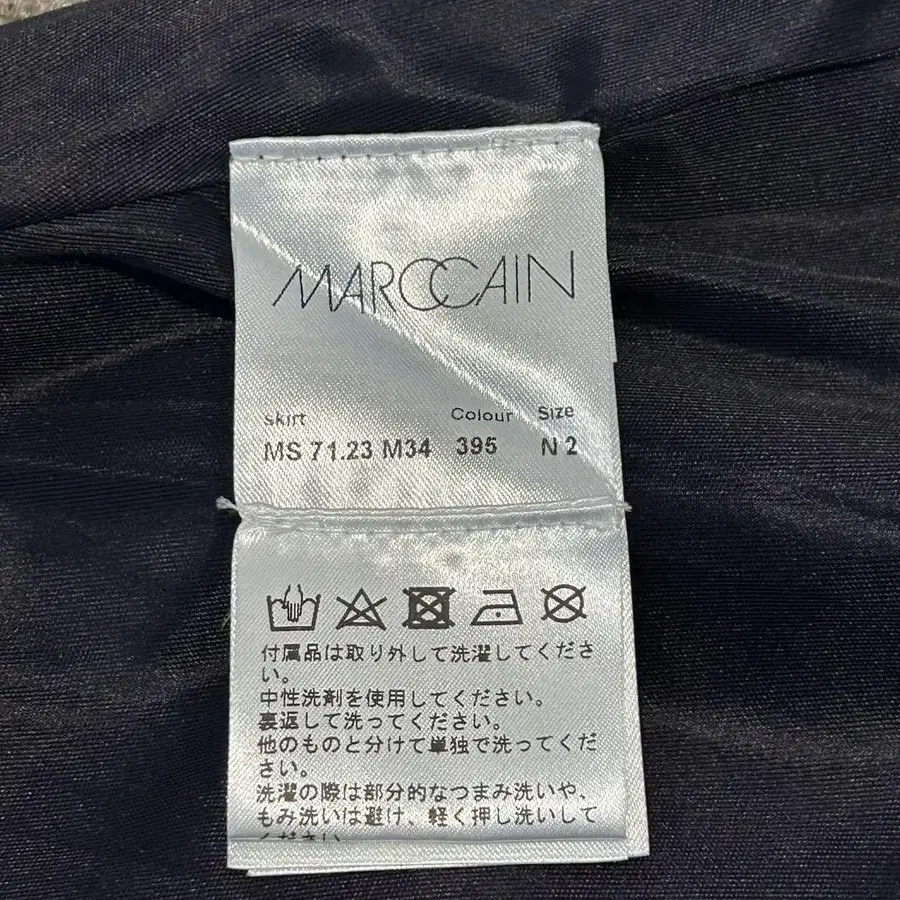 MARCCAIN
skirt Colour Size
MS 71.23 M34 395 N 2
付属品は取り外して洗濯してくださ
い。
中性洗剤を使用してください。
裏返して洗ってください。
他のものと分けて単独で洗ってくだ
さい。
洗濯の際は部分的なつまみ洗いや、
もみ洗いは避け、軽く押し洗いして
ください。